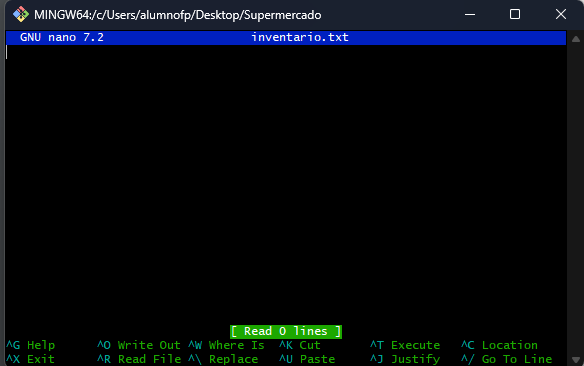 MINGW64:/c/Users/alumnofp/Desktop/Supermercado
GNU nano 7.2 inventario.txt
[ Read 0 lines ]
^G Help ^O Write Out ^W Where Is ^K Cut ^T Execute ^C Location
^X Exit ^R Read File ^\ Replace ^U Paste ^J Justify ^/ Go To Line